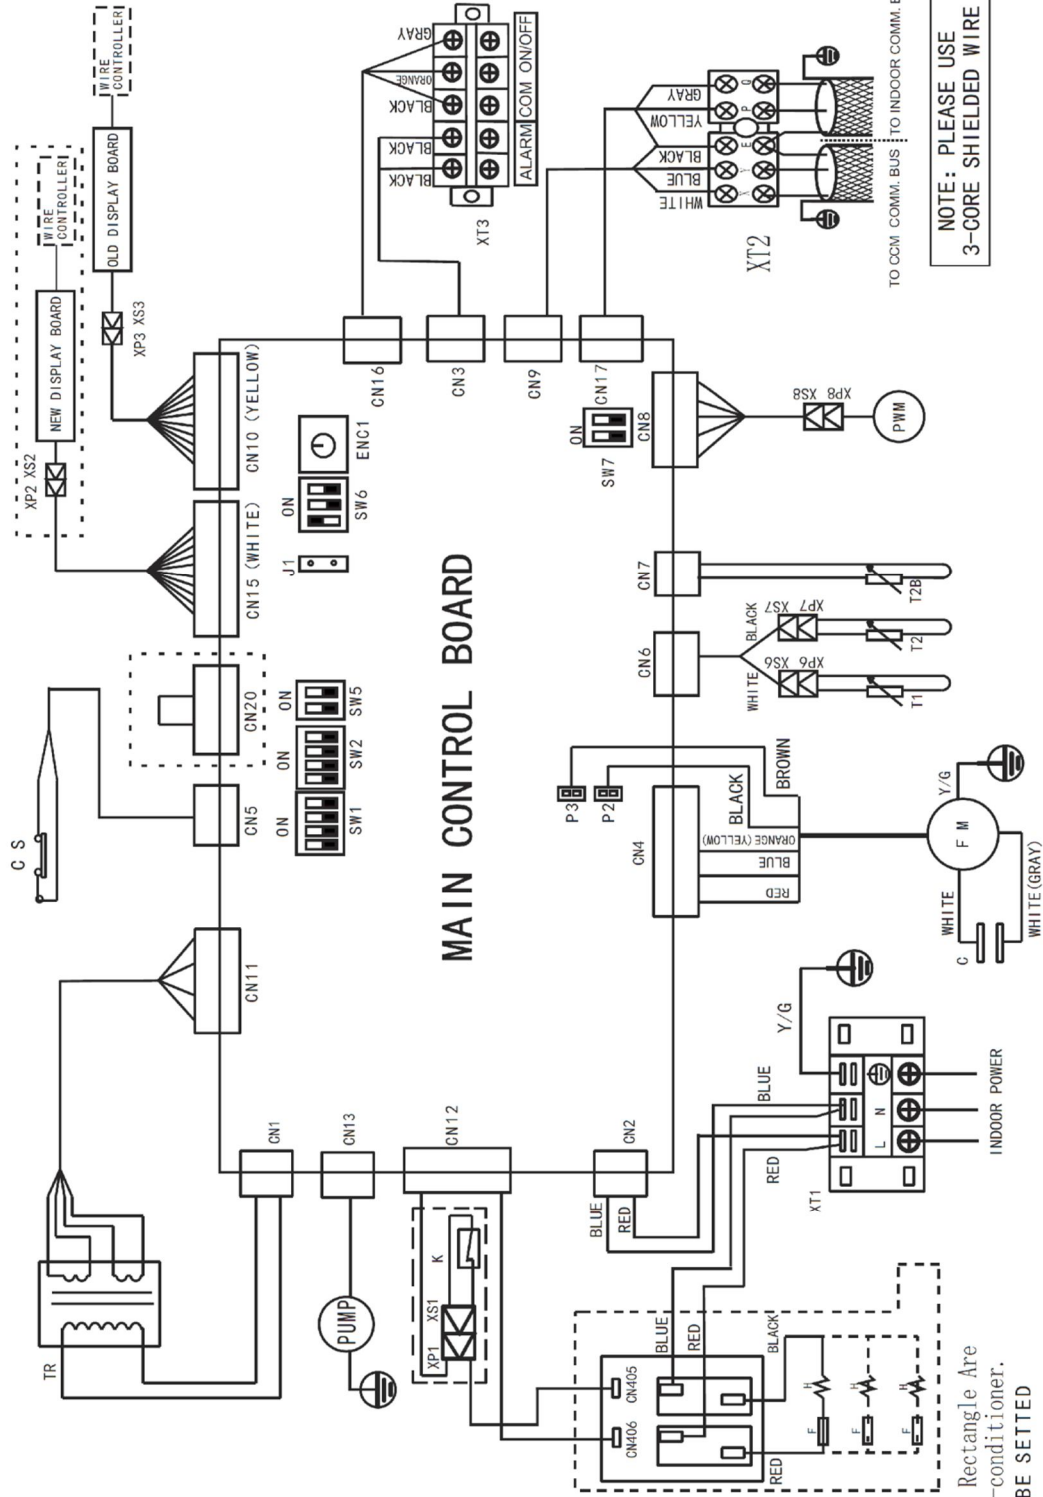 WIRE
CONTROLLER
OLD DISPLAY BOARD
XP3 XS3
WIRE
CONTROLLER
NEW DISPLAY BOARD
XP2 XS2
CN10 (YELLOW)
CN15 (WHITE)
CN20
CN5
CN11
C S
TR
ENC1
ON
SW6
J1
ON
SW5
ON
SW2
ON
SW1
MAIN CONTROL BOARD
CN16
CN3
CN9
CN17
ON
SW7
CN8
XS8 XP8
PWM
GRAY
ORANGE
BLACK
BLACK
BLACK
ALARM
COM
ON/OFF
XT3
GRAY
YELLOW
BLACK
BLUE
WHITE
Q
P
E
Y
X
XT2
TO CCM COMM. BUS
TO INDOOR COMM.
NOTE: PLEASE USE
3-CORE SHIELDED WIRE
CN7
T2B
CN6
BLACK
XS7 XP7
T2
WHITE
XS6 XP6
T1
P3
P2
BROWN
BLACK
CN4
ORANGE(YELLOW)
BLUE
RED
F M
Y/G
WHITE
C
WHITE(GRAY)
CN1
CN13
CN12
CN2
PUMP
K
XP1 XS1
BLUE
RED
BLUE
RED
Y/G
L
N
XT1
INDOOR POWER
CN405
CN406
BLUE
RED
BLACK
RED
H
H
H
F
F
F
Rectangle Are
-conditioner.
BE SETTED